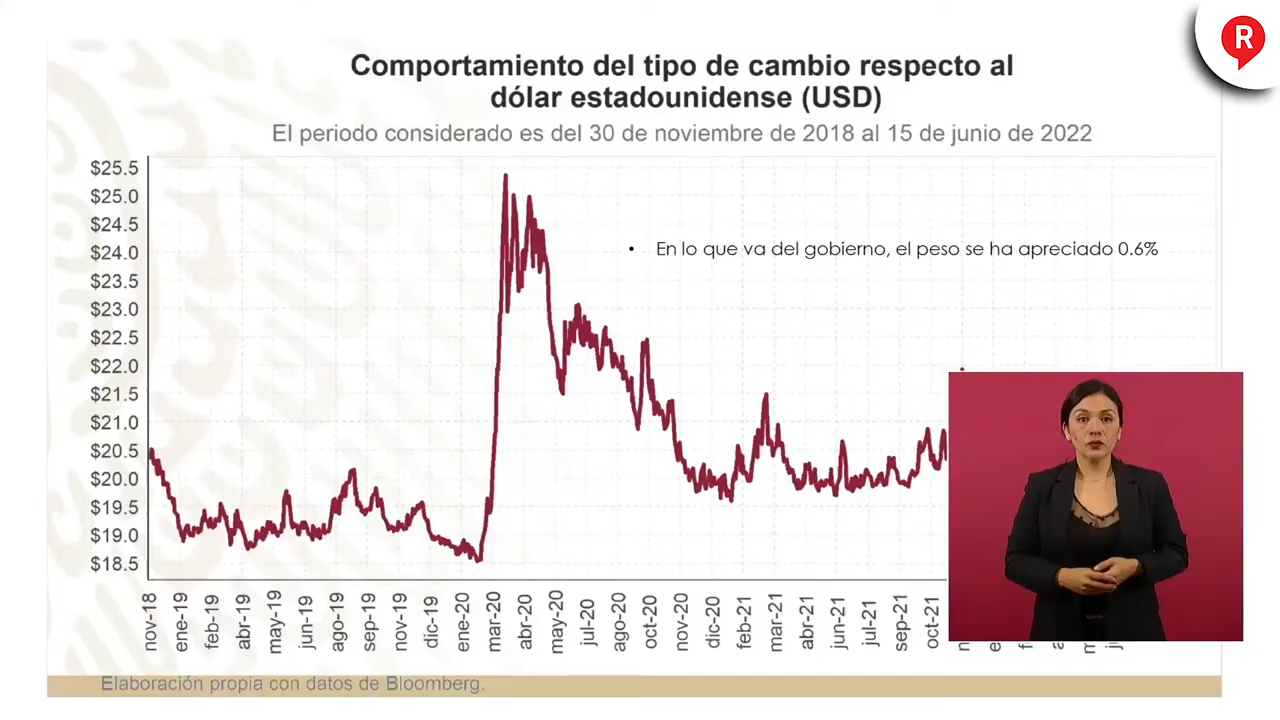 R
Comportamiento del tipo de cambio respecto al
dólar estadounidense (USD)
El periodo considerado es del 30 de noviembre de 2018 al 15 de junio de 2022
$25.5
$25.0
$24.5
$24.0
$23.5
$23.0
$22.5
$22.0
$21.5
$21.0
$20.5
$20.0
$19.5
$19.0
$18.5
• En lo que va del gobierno, el peso se ha apreciado 0.6%
nov-18
ene-19
feb-19
abr-19
may-19
jun-19
ago-19
sep-19
nov-19
dic-19
ene-20
mar-20
abr-20
may-20
jul-20
ago-20
oct-20
nov-20
dic-20
feb-21
mar-21
abr-21
jun-21
jul-21
sep-21
oct-21
Elaboración propia con datos de Bloomberg.